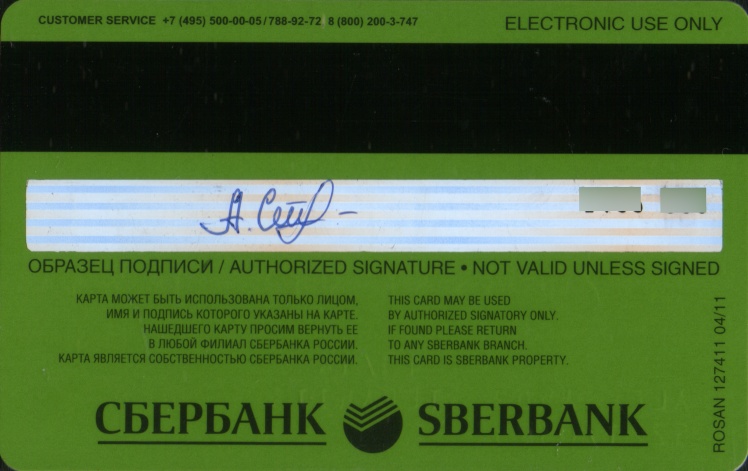 CUSTOMER SERVICE +7 (495) 500-00-05/788-92-72 8 (800) 200-3-747
ELECTRONIC USE ONLY
ОБРАЗЕЦ ПОДПИСИ / AUTHORIZED SIGNATURE • NOT VALID UNLESS SIGNED
КАРТА МОЖЕТ БЫТЬ ИСПОЛЬЗОВАНА ТОЛЬКО ЛИЦОМ,
ИМЯ И ПОДПИСЬ КОТОРОГО УКАЗАНЫ НА КАРТЕ.
НАШЕДШЕГО КАРТУ ПРОСИМ ВЕРНУТЬ ЕЕ
В ЛЮБОЙ ФИЛИАЛ СБЕРБАНКА РОССИИ.
КАРТА ЯВЛЯЕТСЯ СОБСТВЕННОСТЬЮ СБЕРБАНКА РОССИИ.
THIS CARD MAY BE USED
BY AUTHORIZED SIGNATORY ONLY.
IF FOUND PLEASE RETURN
TO ANY SBERBANK BRANCH.
THIS CARD IS SBERBANK PROPERTY.
СБЕРБАНК
SBERBANK
ROSAN 127411 04/11